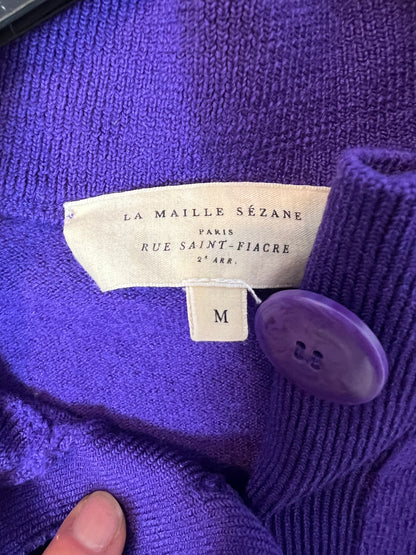 LA MAILLE SÉZANE
PARIS
RUE SAINT-FIACRE
2ᵉ ARR.
M